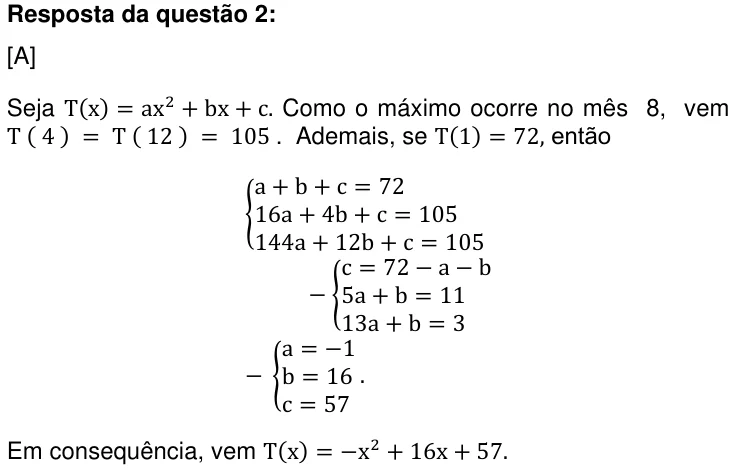 Resposta da questão 2:
[A]
Seja T(x) = ax² + bx + c. Como o máximo ocorre no mês 8, vem
T ( 4 ) = T ( 12 ) = 105 . Ademais, se T(1) = 72, então
{a + b + c = 72
16a + 4b + c = 105
144a + 12b + c = 105
− {c = 72 − a − b
5a + b = 11
13a + b = 3
− {a = −1
b = 16 .
c = 57
Em consequência, vem T(x) = −x² + 16x + 57.